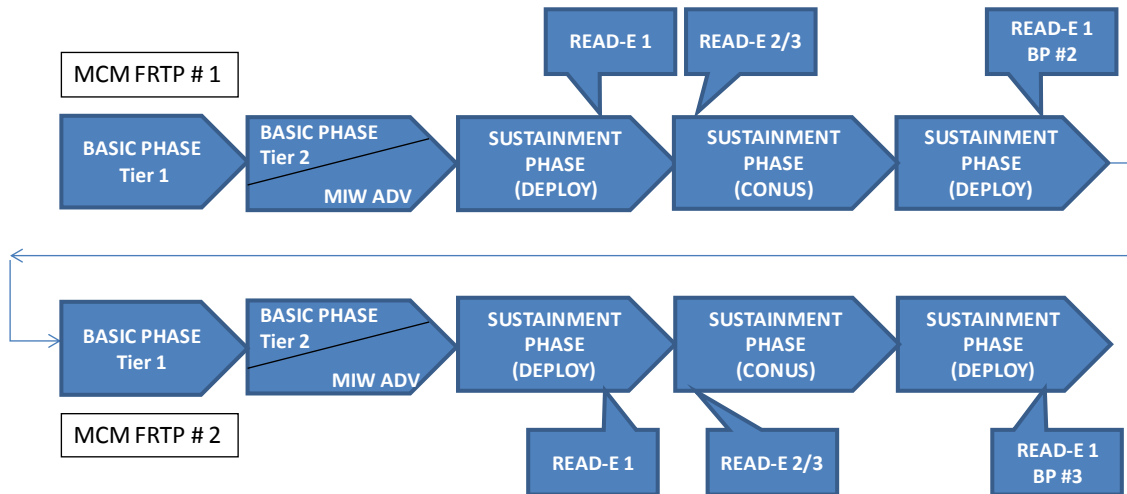 READ-E 1
READ-E 2/3
READ-E 1
BP #2
MCM FRTP # 1
BASIC PHASE
Tier 1
BASIC PHASE
Tier 2
MIW ADV
SUSTAINMENT
PHASE
(DEPLOY)
SUSTAINMENT
PHASE
(CONUS)
SUSTAINMENT
PHASE
(DEPLOY)
BASIC PHASE
Tier 1
BASIC PHASE
Tier 2
MIW ADV
SUSTAINMENT
PHASE
(DEPLOY)
SUSTAINMENT
PHASE
(CONUS)
SUSTAINMENT
PHASE
(DEPLOY)
MCM FRTP # 2
READ-E 1
READ-E 2/3
READ-E 1
BP #3